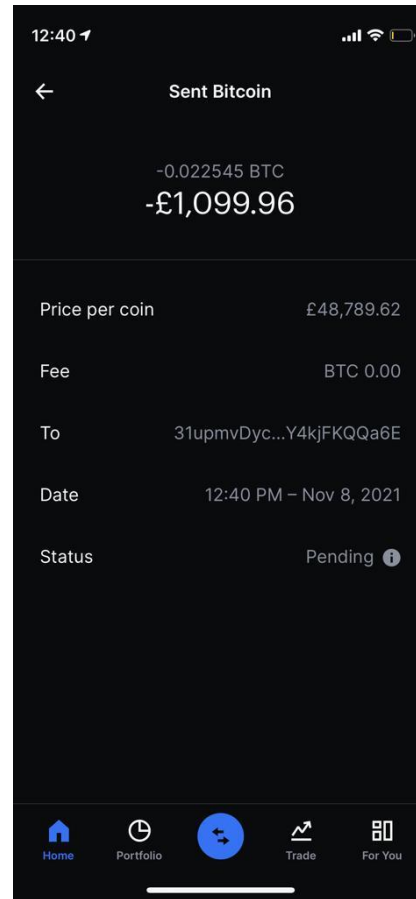 12:40
Sent Bitcoin
-0.022545 BTC
-£1,099.96
Price per coin £48,789.62
Fee BTC 0.00
To 31upmvDyc...Y4kjFKQQa6E
Date 12:40 PM – Nov 8, 2021
Status Pending
Home Portfolio Trade For You